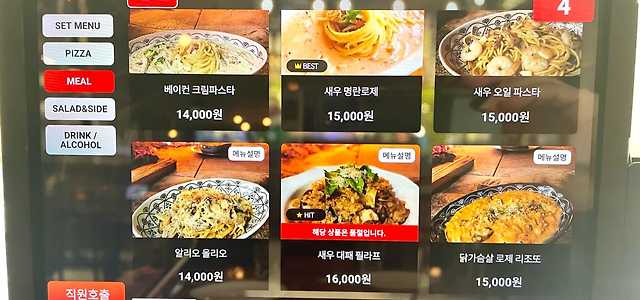 4
SET MENU
PIZZA
MEAL
SALAD&SIDE
DRINK /
ALCOHOL
직원호출
BEST
베이컨 크림파스타
14,000원
새우 명란로제
15,000원
새우 오일 파스타
15,000원
메뉴설명
알리오 올리오
14,000원
메뉴설명
HIT
해당 상품은 품절입니다.
새우 대패 필라프
16,000원
메뉴설명
닭가슴살 로제 리조또
15,000원